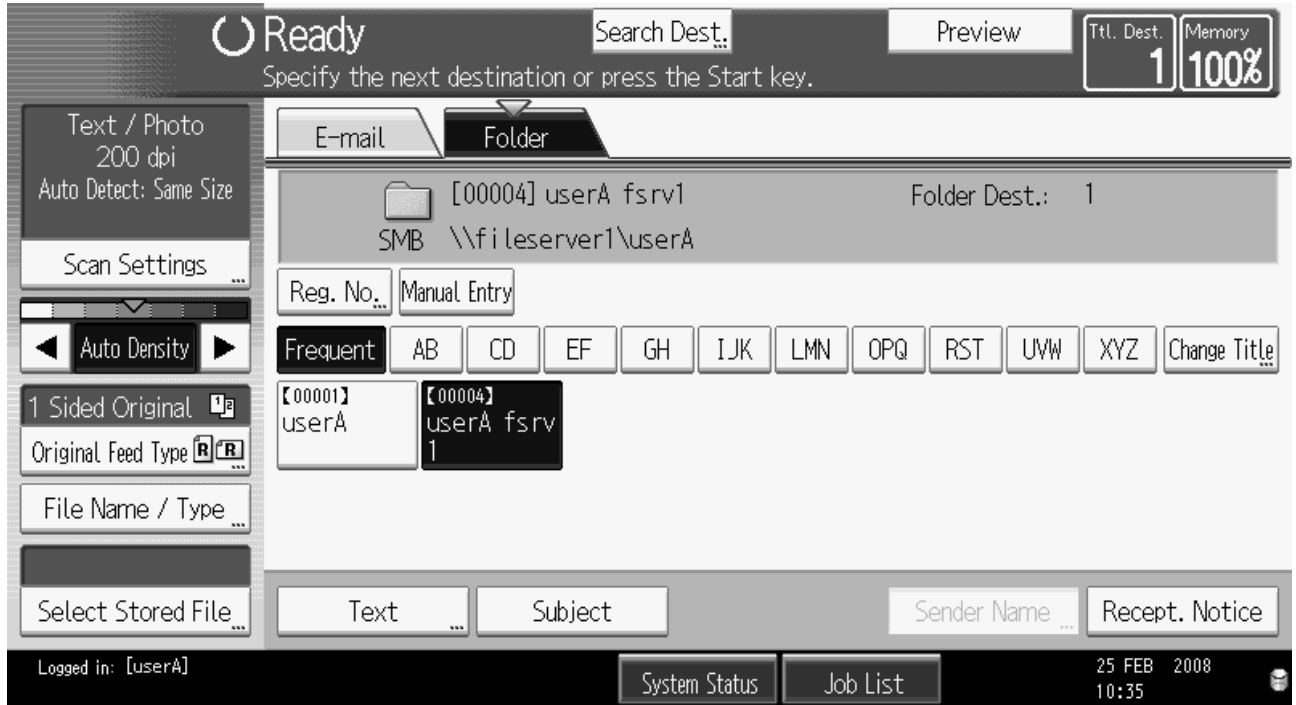 Ready
Search Dest.
Preview
Ttl. Dest.
1
Memory
100%
Specify the next destination or press the Start key.
Text / Photo
200 dpi
Auto Detect: Same Size
Scan Settings
Auto Density
1 Sided Original
Original Feed Type
File Name / Type
Select Stored File
E-mail
Folder
[00004] userA fsrv1
Folder Dest.: 1
SMB \\fileserver1\userA
Reg. No.
Manual Entry
Frequent
AB
CD
EF
GH
IJK
LMN
OPQ
RST
UVW
XYZ
Change Title
【00001】
userA
【00004】
userA fsrv
1
Text
Subject
Sender Name
Recept. Notice
Logged in: [userA]
System Status
Job List
25 FEB 2008
10:35